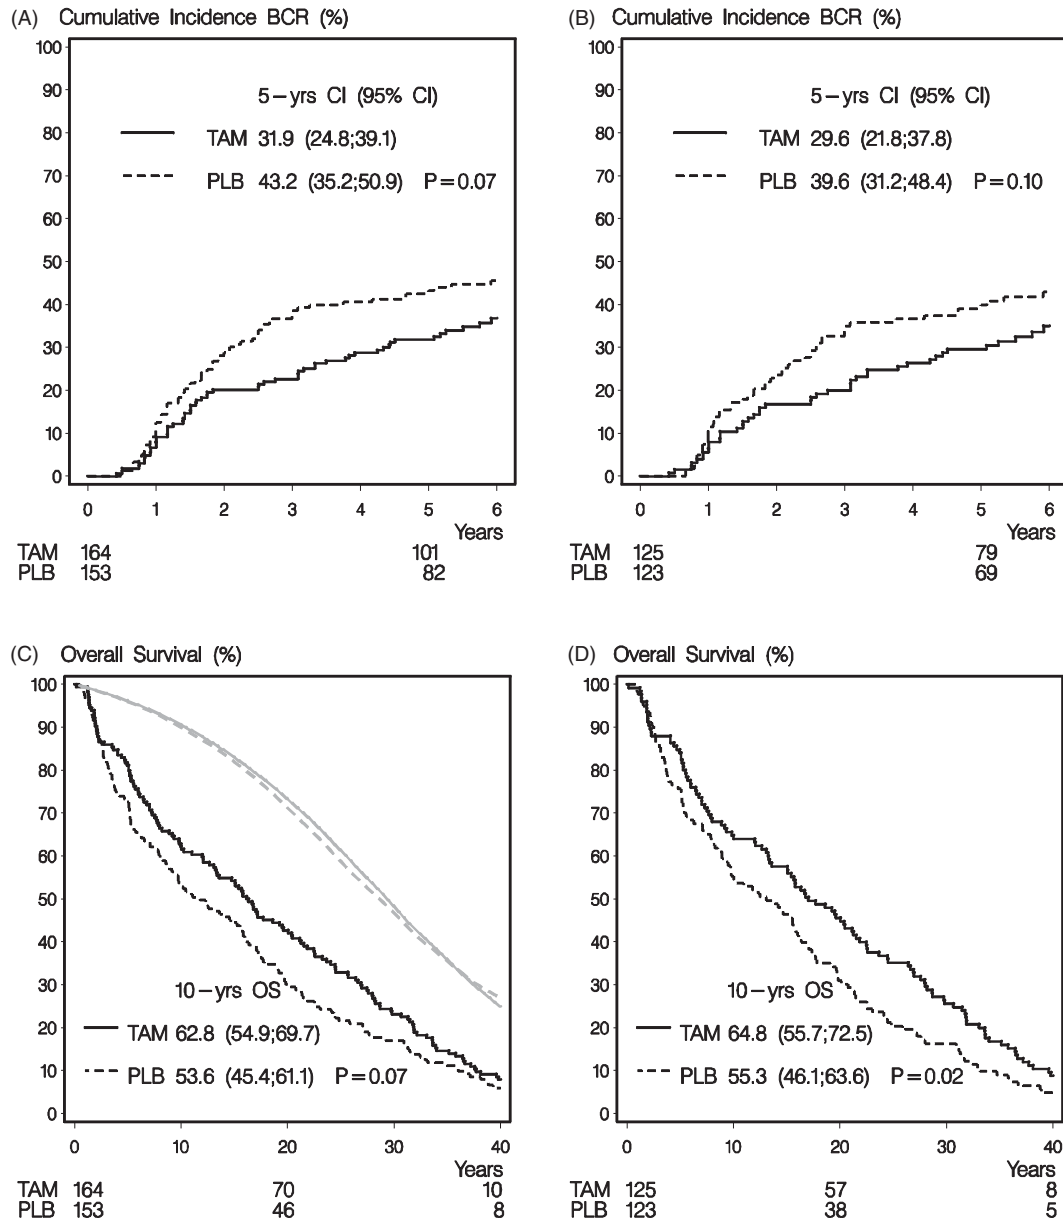 (A) Cumulative Incidence BCR (%)
100
90
80
70
60
50
40
30
20
10
0
5-yrs CI (95% CI)
TAM 31.9 (24.8;39.1)
PLB 43.2 (35.2;50.9) P=0.07
0 1 2 3 4 5 6
Years
TAM 164 101
PLB 153 82
(B) Cumulative Incidence BCR (%)
100
90
80
70
60
50
40
30
20
10
0
5-yrs CI (95% CI)
TAM 29.6 (21.8;37.8)
PLB 39.6 (31.2;48.4) P=0.10
0 1 2 3 4 5 6
Years
TAM 125 79
PLB 123 69
(C) Overall Survival (%)
100
90
80
70
60
50
40
30
20
10
0
10-yrs OS
TAM 62.8 (54.9;69.7)
PLB 53.6 (45.4;61.1) P=0.07
0 10 20 30 40
Years
TAM 164 70 10
PLB 153 46 8
(D) Overall Survival (%)
100
90
80
70
60
50
40
30
20
10
0
10-yrs OS
TAM 64.8 (55.7;72.5)
PLB 55.3 (46.1;63.6) P=0.02
0 10 20 30 40
Years
TAM 125 57 8
PLB 123 38 5